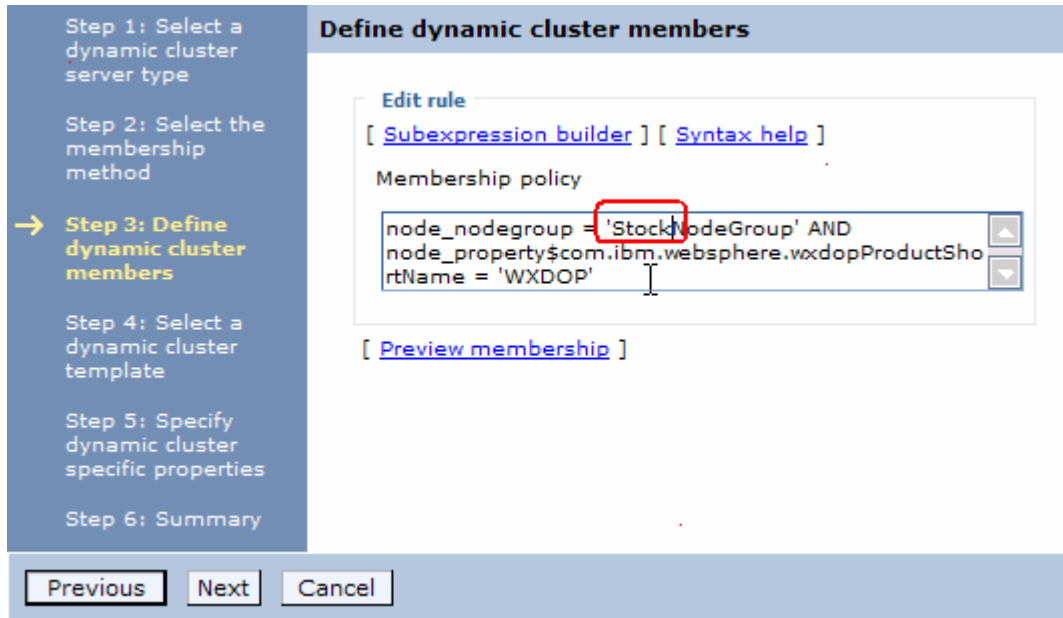 Step 1: Select a
dynamic cluster
server type
Step 2: Select the
membership
method
Step 3: Define
dynamic cluster
members
Step 4: Select a
dynamic cluster
template
Step 5: Specify
dynamic cluster
specific properties
Step 6: Summary
Define dynamic cluster members
Edit rule
[ Subexpression builder ] [ Syntax help ]
Membership policy
node_nodegroup = 'StockNodeGroup' AND
node_property$com.ibm.websphere.wxdopProductSho
rtName = 'WXDOP'
[ Preview membership ]
Previous Next Cancel